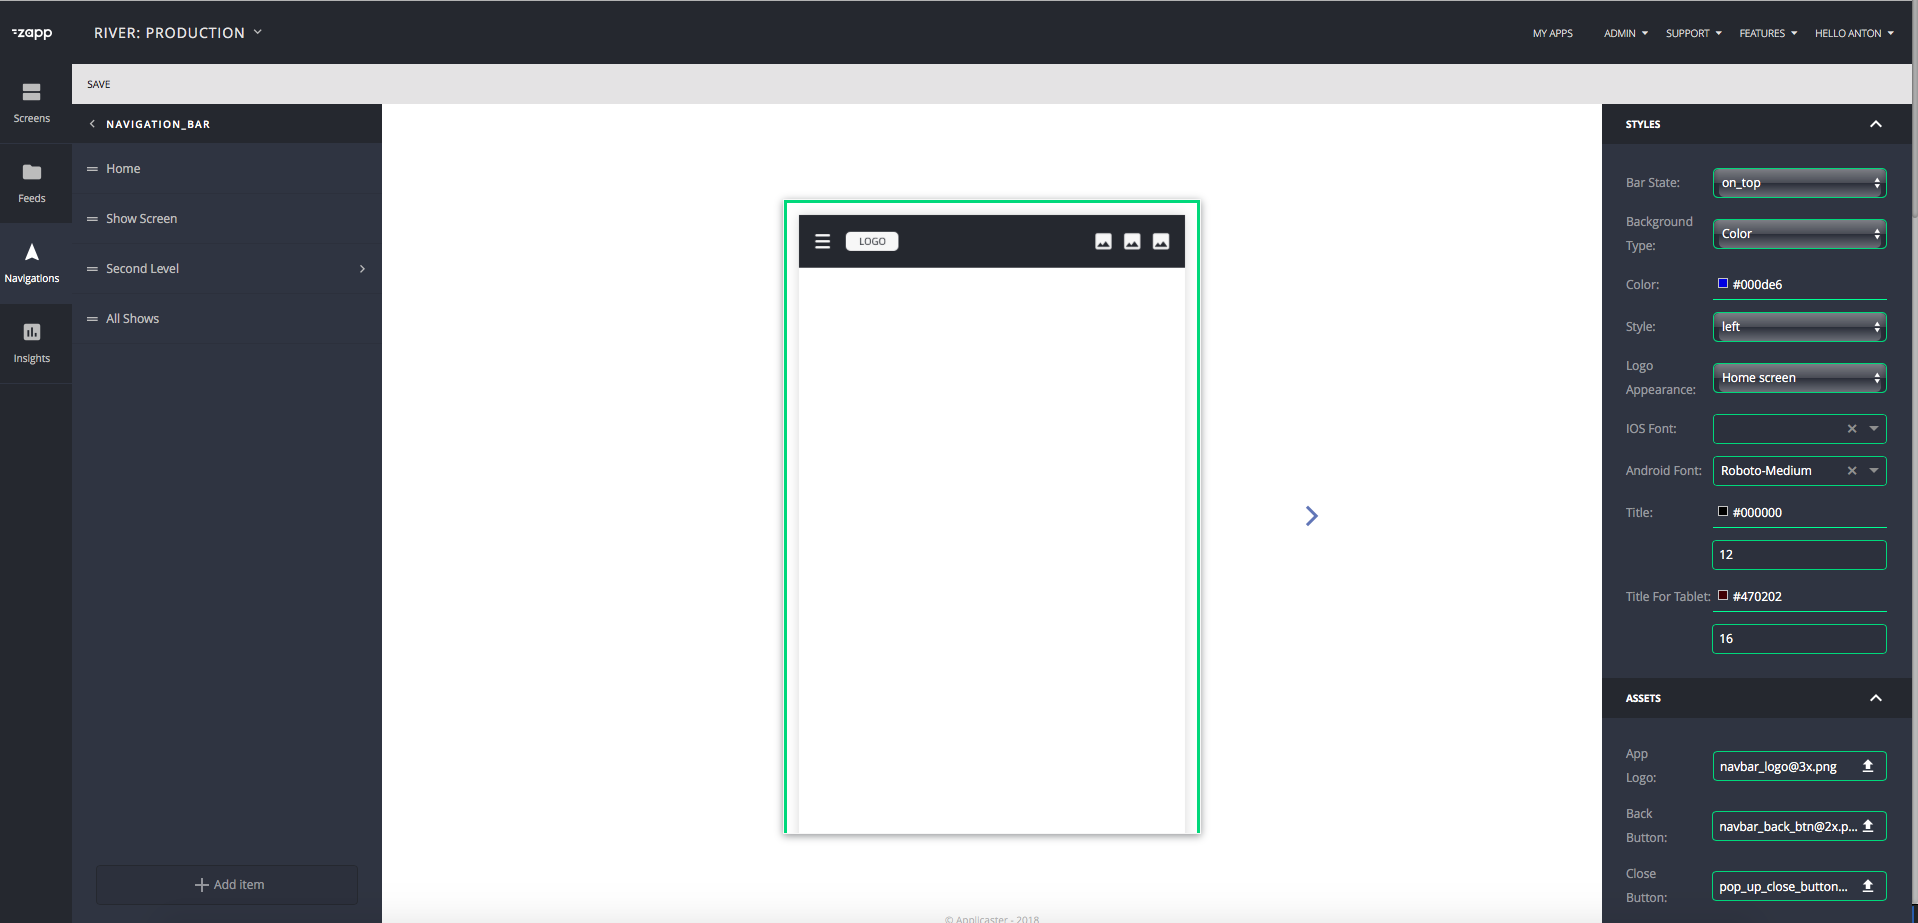 zapp
RIVER: PRODUCTION
MY APPS
ADMIN
SUPPORT
FEATURES
HELLO ANTON
SAVE
Screens
Feeds
Navigations
Insights
NAVIGATION_BAR
Home
Show Screen
Second Level
All Shows
Add item
LOGO
© Applicaster - 2018
STYLES
Bar State:
on_top
Background
Type:
Color
Color:
#000de6
Style:
left
Logo
Appearance:
Home screen
IOS Font:
Android Font:
Roboto-Medium
Title:
#000000
12
Title For Tablet:
#470202
16
ASSETS
App
Logo:
navbar_logo@3x.png
Back
Button:
navbar_back_btn@2x.p...
Close
Button:
pop_up_close_button...